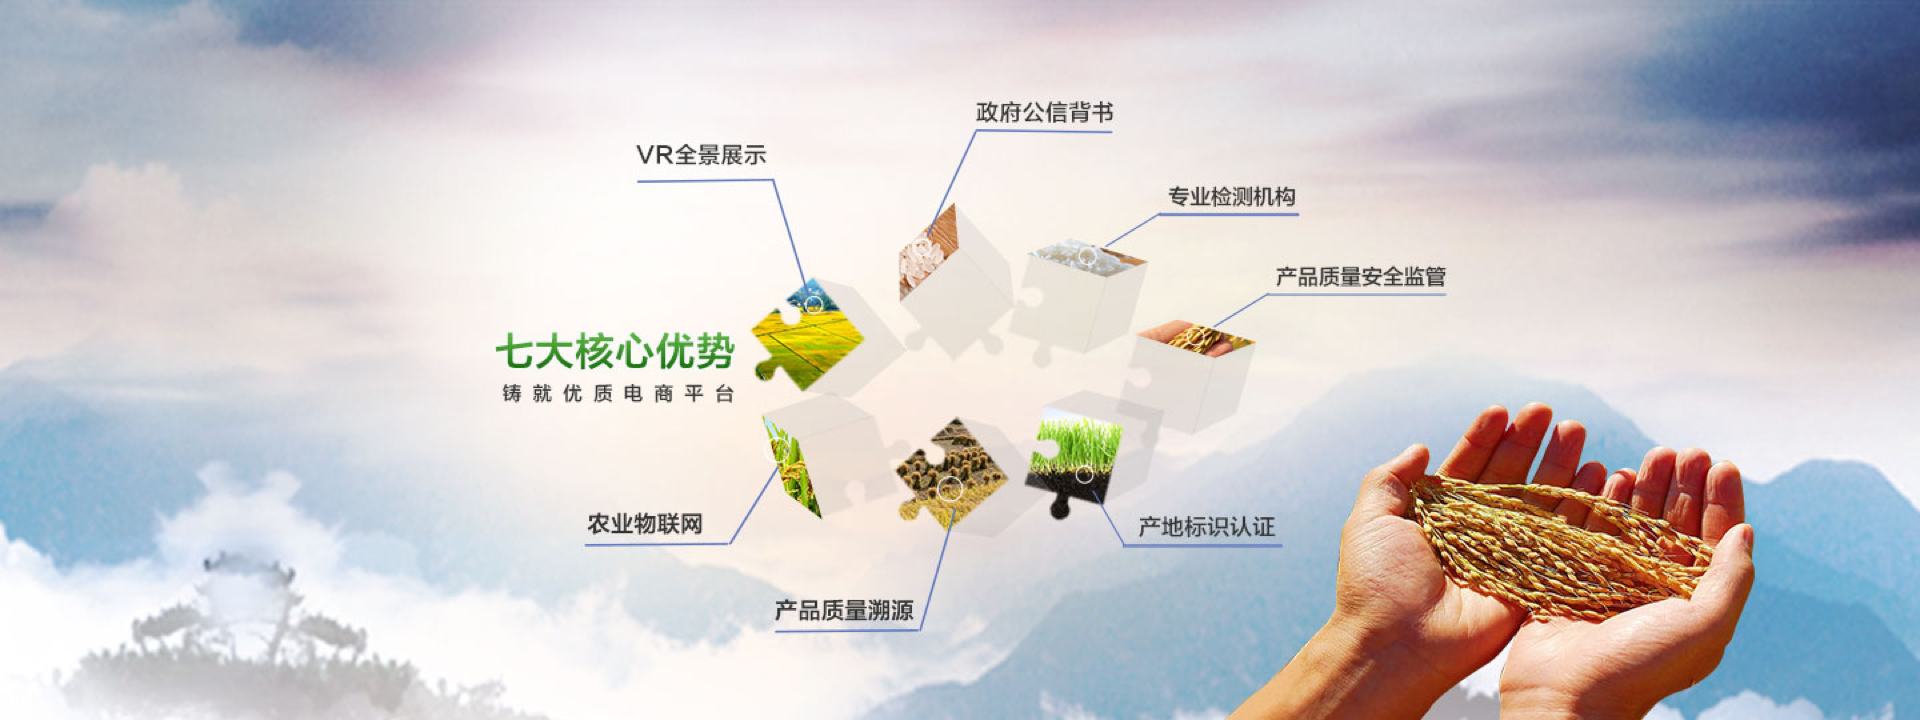 政府公信背书
VR全景展示
专业检测机构
产品质量安全监管
七大核心优势
铸就优质电商平台
农业物联网
产地标识认证
产品质量溯源